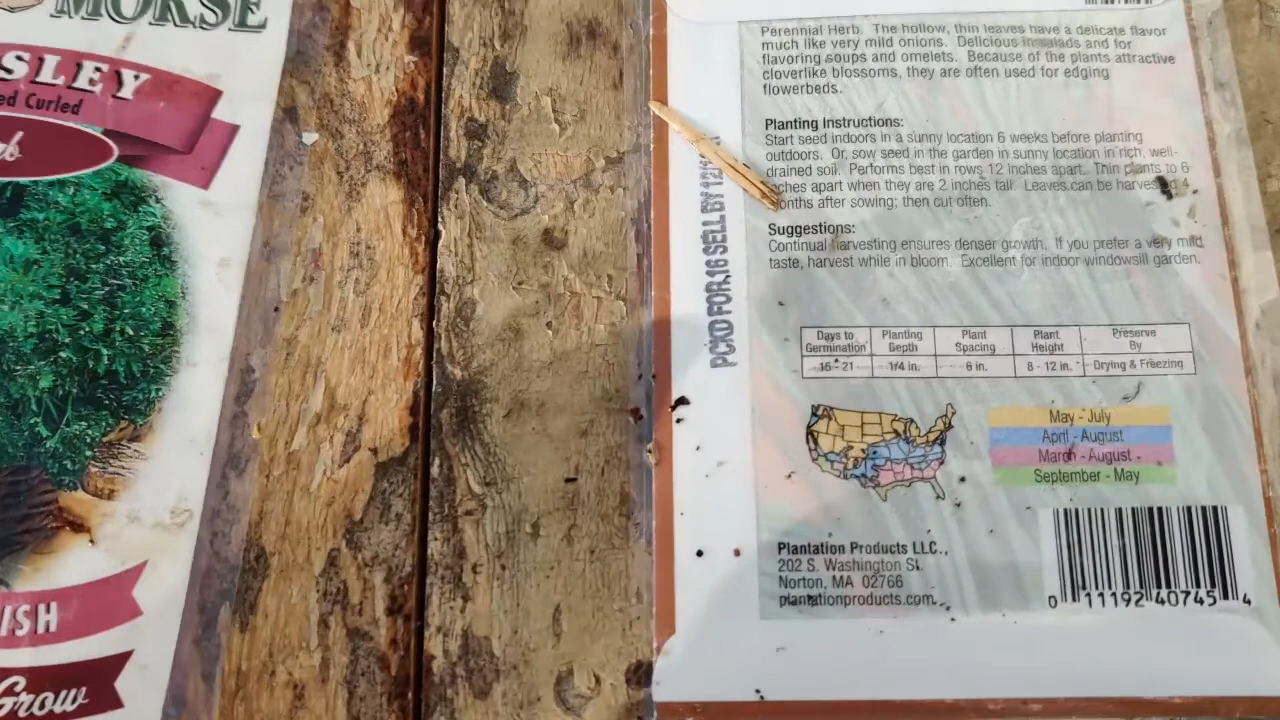 MORSE
SLEY
ed Curled
ISH
Grow
Perennial Herb. The hollow, thin leaves have a delicate flavor
much like very mild onions. Delicious in salads and for
flavoring soups and omelets. Because of the plants attractive
cloverlike blossoms, they are often used for edging
flowerbeds.
Planting Instructions:
Start seed indoors in a sunny location 6 weeks before planting
outdoors. Or, sow seed in the garden in sunny location in rich, well-
drained soil. Performs best in rows 12 inches apart. Thin plants to 6
inches apart when they are 2 inches tall. Leaves can be harvested 4
months after sowing; then cut often.
Suggestions:
Continual harvesting ensures denser growth. If you prefer a very mild
taste, harvest while in bloom. Excellent for indoor windowsill garden.
PCKD FOR 16 SELL BY 12/
Days to Germination Planting Depth Plant Spacing Plant Height Preserve By
15 - 21 1/4 in. 6 in. 8 - 12 in. Drying & Freezing
May - July
April - August
March - August
September - May
Plantation Products LLC.,
202 S. Washington St.
Norton, MA 02766
plantationproducts.com
0 11192 40745 4